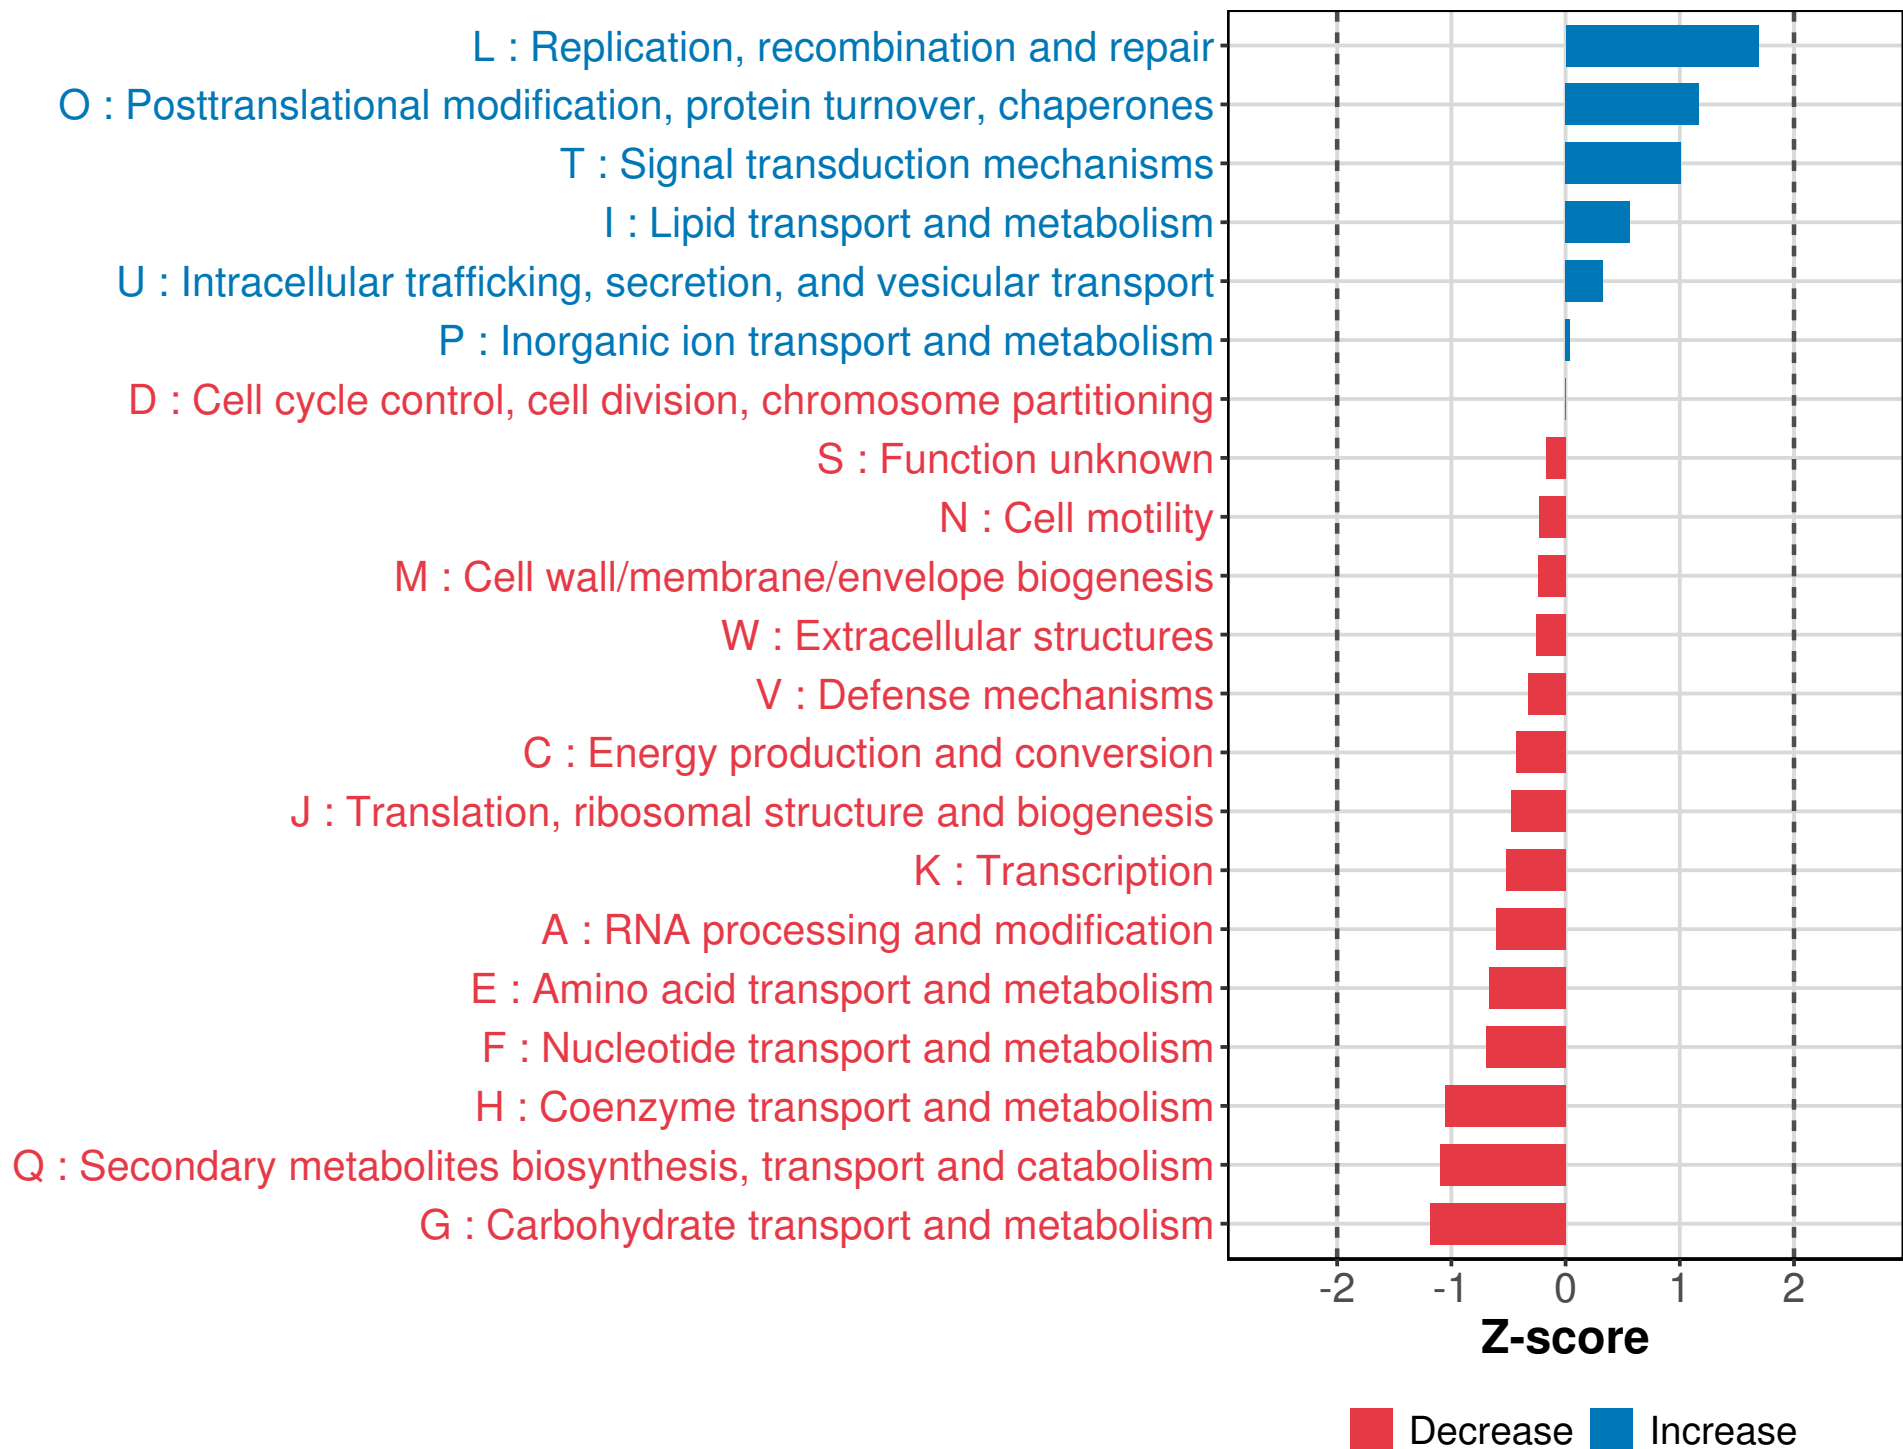 L : Replication, recombination and repair
O : Posttranslational modification, protein turnover, chaperones
T : Signal transduction mechanisms
I : Lipid transport and metabolism
U : Intracellular trafficking, secretion, and vesicular transport
P : Inorganic ion transport and metabolism
D : Cell cycle control, cell division, chromosome partitioning
S : Function unknown
N : Cell motility
M : Cell wall/membrane/envelope biogenesis
W : Extracellular structures
V : Defense mechanisms
C : Energy production and conversion
J : Translation, ribosomal structure and biogenesis
K : Transcription
A : RNA processing and modification
E : Amino acid transport and metabolism
F : Nucleotide transport and metabolism
H : Coenzyme transport and metabolism
Q : Secondary metabolites biosynthesis, transport and catabolism
G : Carbohydrate transport and metabolism
-2 -1 0 1 2
Z-score
Decrease Increase